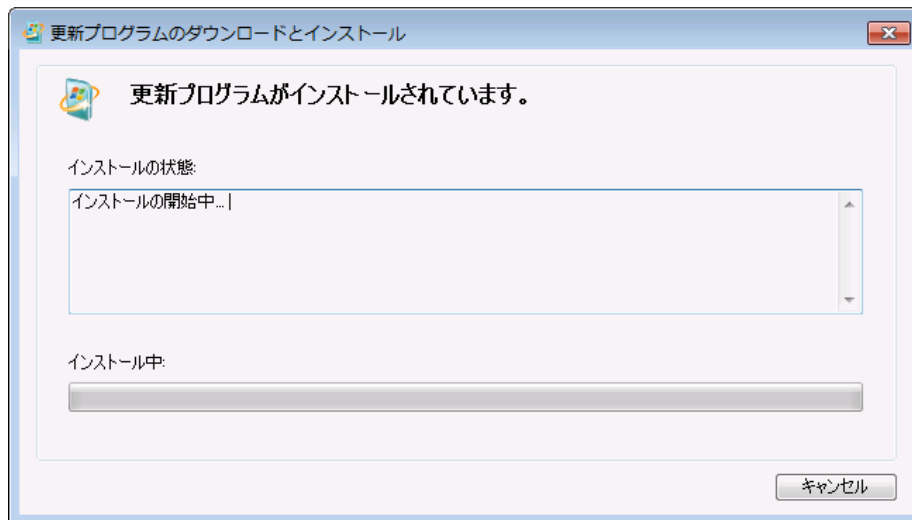 更新プログラムのダウンロードとインストール
更新プログラムがインストールされています。
インストールの状態:
インストールの開始中...
インストール中:
キャンセル